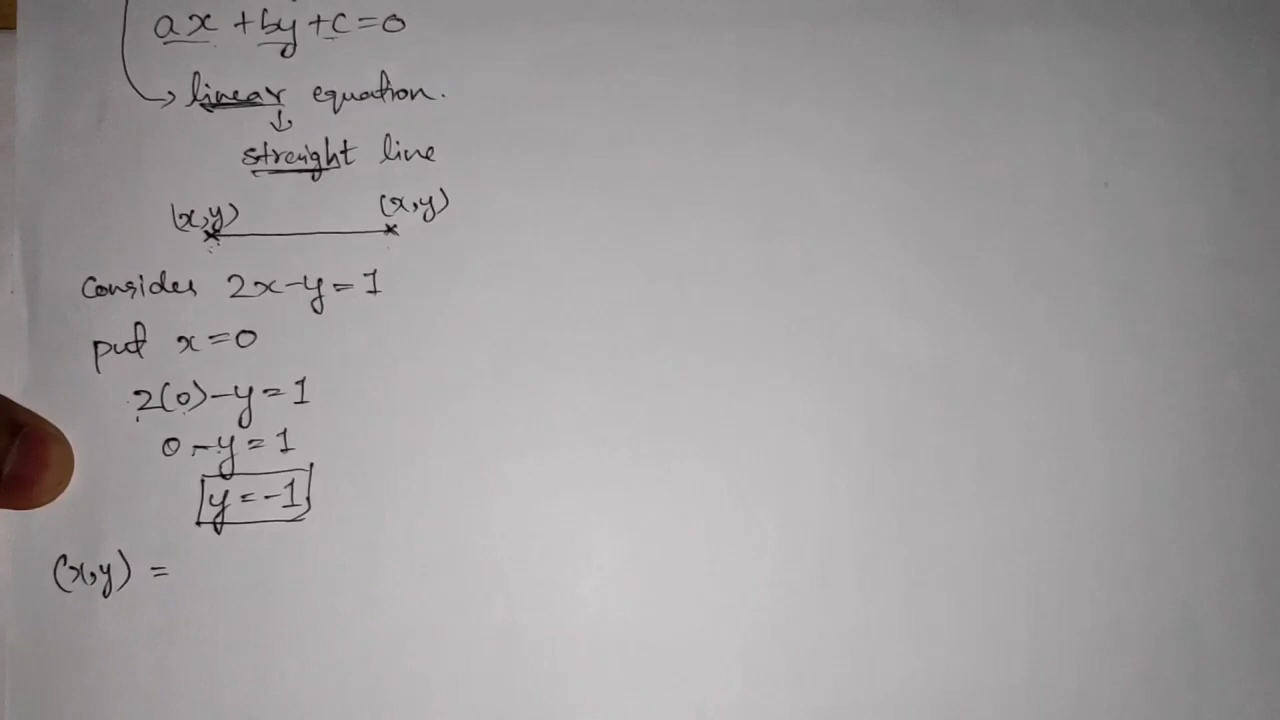 ax + by + c = 0
linear equation.
straight line
(x,y) (x,y)
Consider 2x-y=1
put x=0
2(0)-y=1
0-y=1
y=-1
(x,y) =